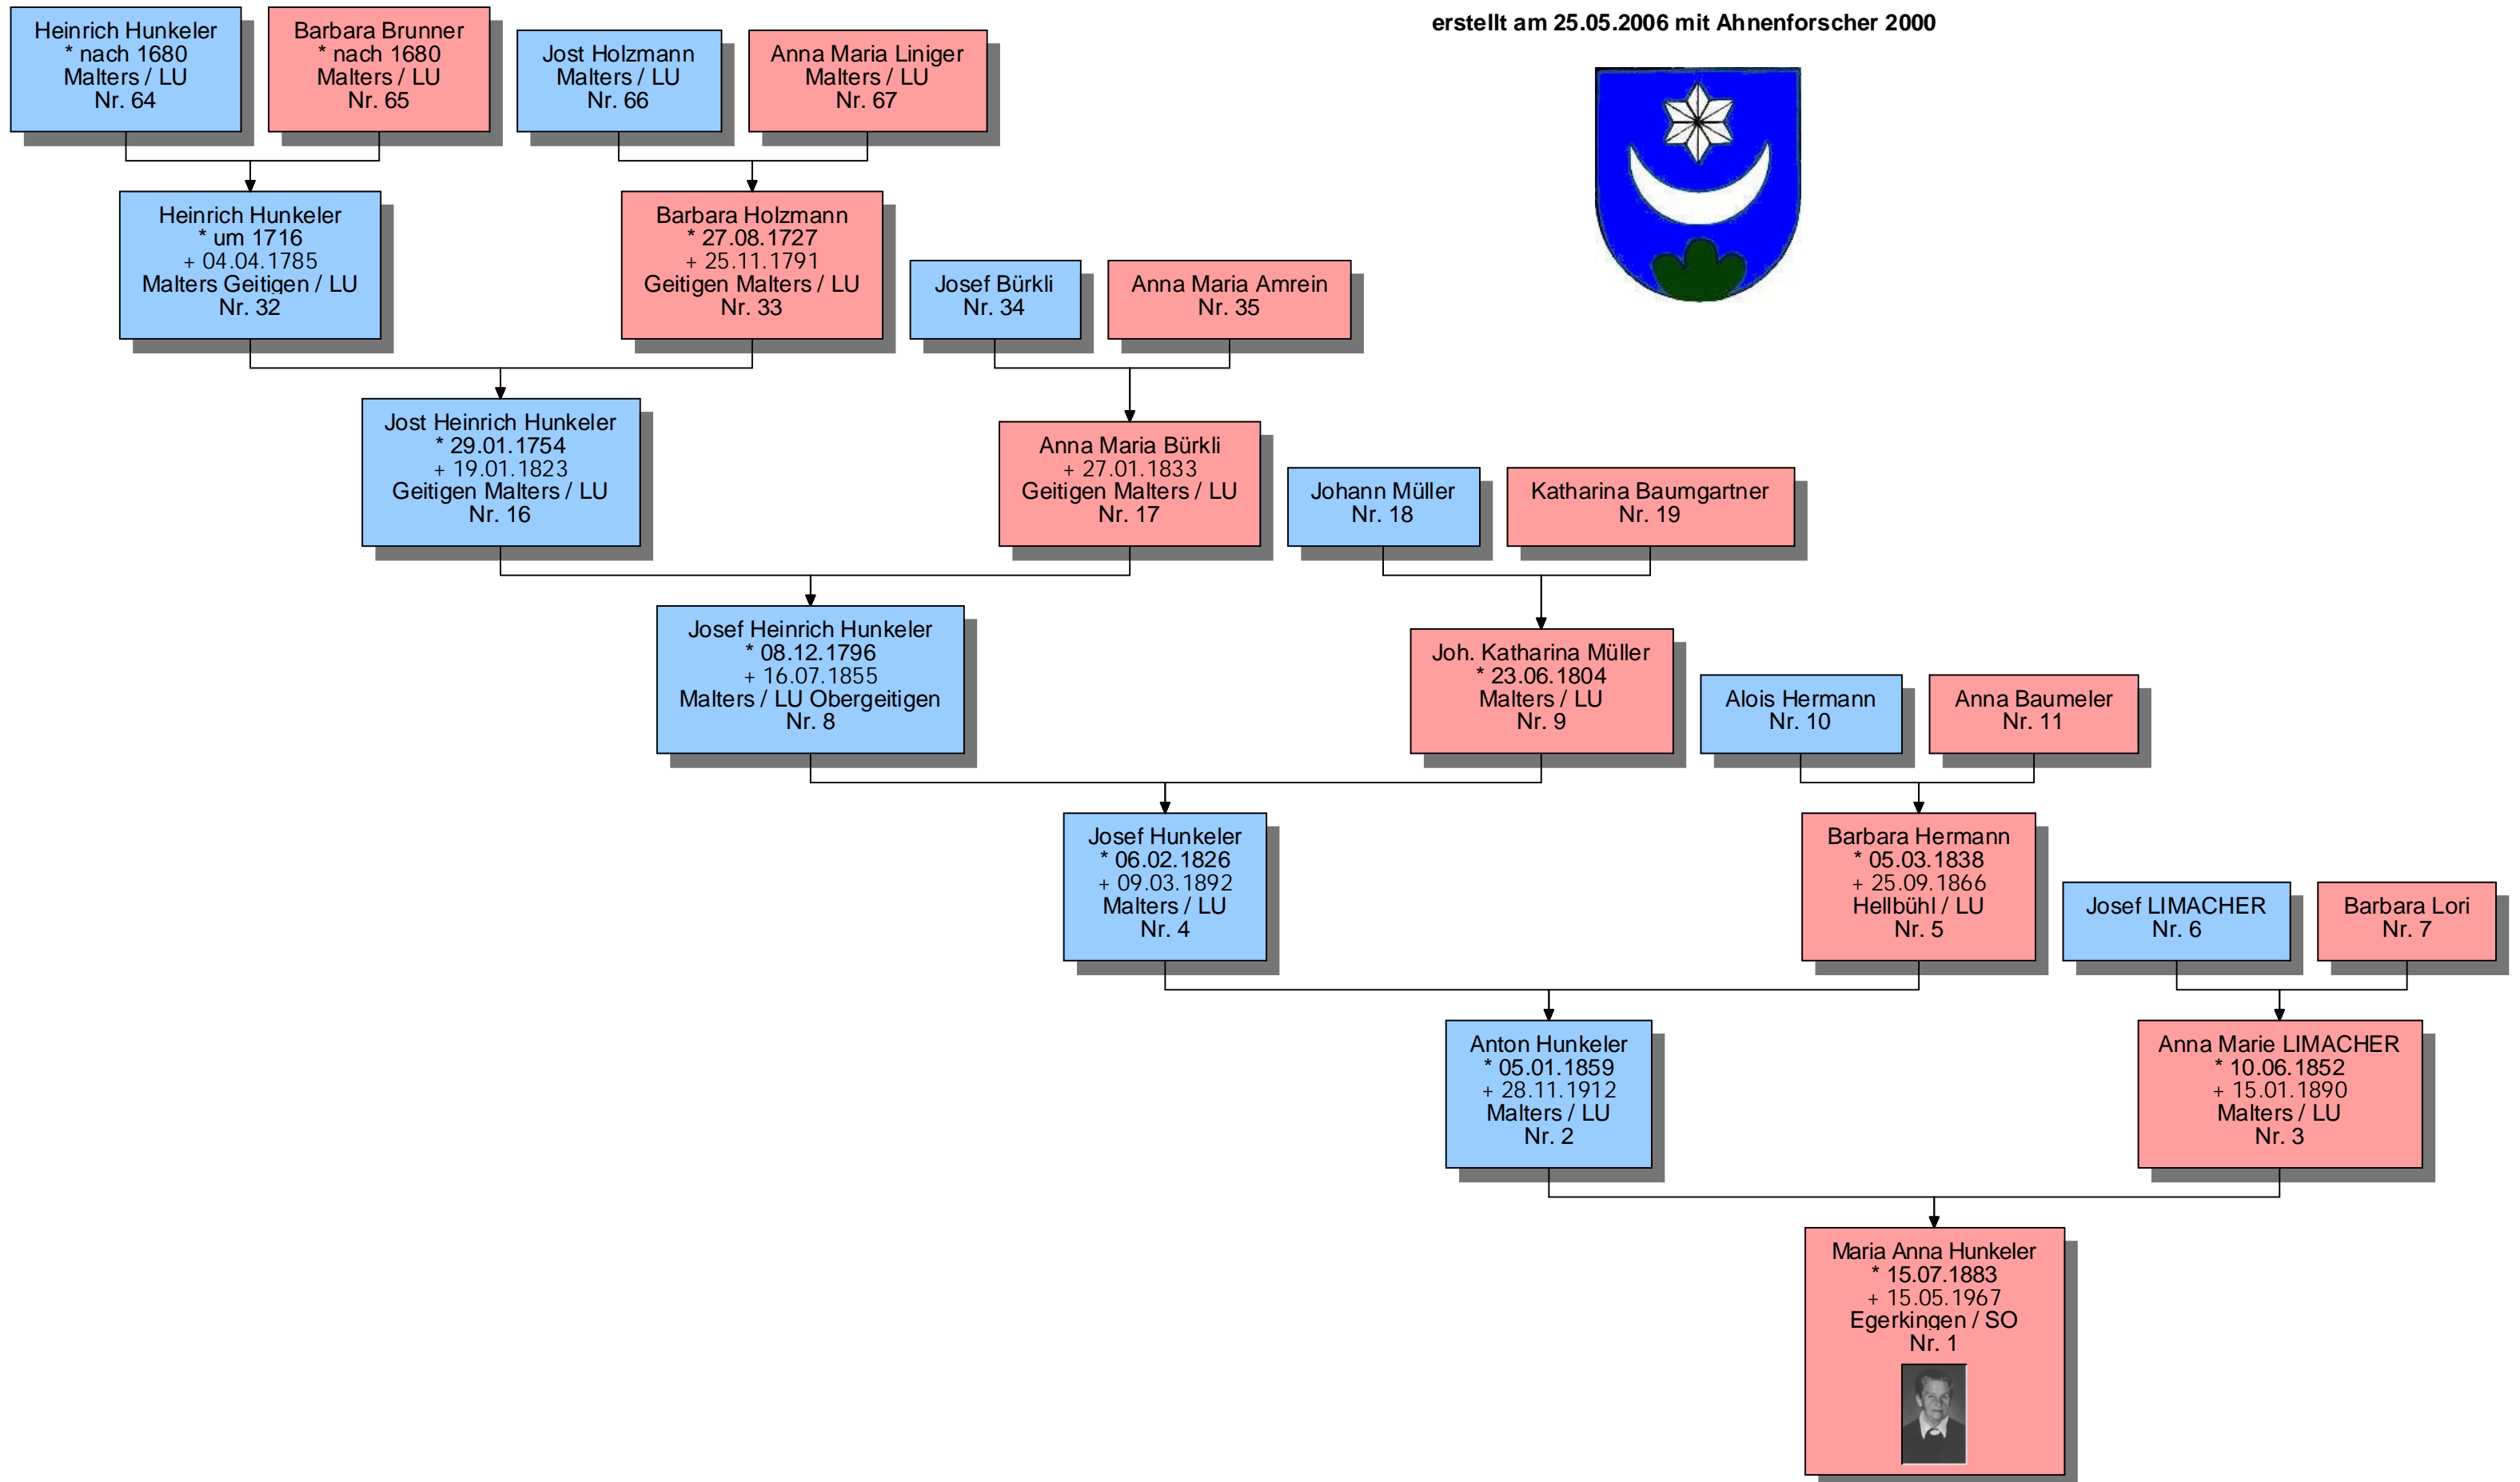 erstellt am 25.05.2006 mit Ahnenforscher 2000
Heinrich Hunkeler
* nach 1680
Malters / LU
Nr. 64
Barbara Brunner
* nach 1680
Malters / LU
Nr. 65
Jost Holzmann
Malters / LU
Nr. 66
Anna Maria Liniger
Malters / LU
Nr. 67
Heinrich Hunkeler
* um 1716
+ 04.04.1785
Malters Geitigen / LU
Nr. 32
Barbara Holzmann
* 27.08.1727
+ 25.11.1791
Geitigen Malters / LU
Nr. 33
Josef Bürkli
Nr. 34
Anna Maria Amrein
Nr. 35
Jost Heinrich Hunkeler
* 29.01.1754
+ 19.01.1823
Geitigen Malters / LU
Nr. 16
Anna Maria Bürkli
+ 27.01.1833
Geitigen Malters / LU
Nr. 17
Johann Müller
Nr. 18
Katharina Baumgartner
Nr. 19
Josef Heinrich Hunkeler
* 08.12.1796
+ 16.07.1855
Malters / LU Obergeitigen
Nr. 8
Joh. Katharina Müller
* 23.06.1804
Malters / LU
Nr. 9
Alois Hermann
Nr. 10
Anna Baumeler
Nr. 11
Josef Hunkeler
* 06.02.1826
+ 09.03.1892
Malters / LU
Nr. 4
Barbara Hermann
* 05.03.1838
+ 25.09.1866
Hellbühl / LU
Nr. 5
Josef LIMACHER
Nr. 6
Barbara Lori
Nr. 7
Anton Hunkeler
* 05.01.1859
+ 28.11.1912
Malters / LU
Nr. 2
Anna Marie LIMACHER
* 10.06.1852
+ 15.01.1890
Malters / LU
Nr. 3
Maria Anna Hunkeler
* 15.07.1883
+ 15.05.1967
Egerkingen / SO
Nr. 1